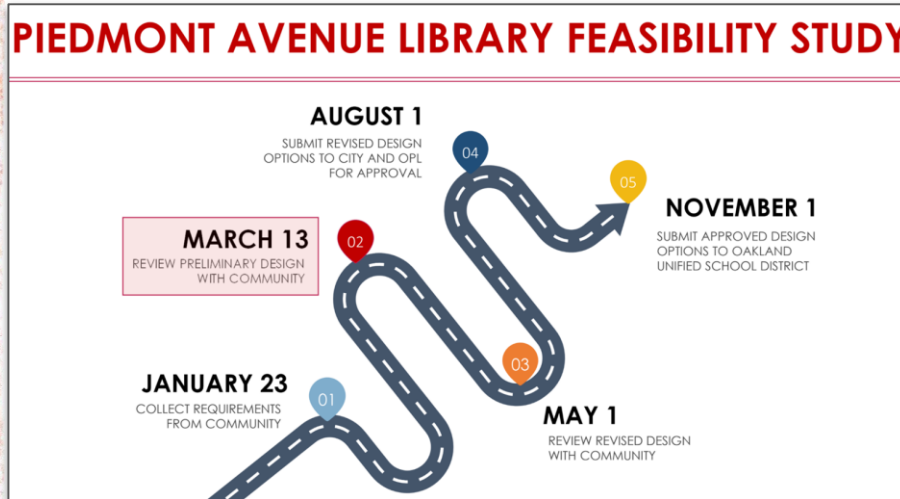 PIEDMONT AVENUE LIBRARY FEASIBILITY STUDY
AUGUST 1
SUBMIT REVISED DESIGN
OPTIONS TO CITY AND OPL
FOR APPROVAL
04
05
NOVEMBER 1
SUBMIT APPROVED DESIGN
OPTIONS TO OAKLAND
UNIFIED SCHOOL DISTRICT
MARCH 13
REVIEW PRELIMINARY DESIGN
WITH COMMUNITY
02
03
JANUARY 23
COLLECT REQUIREMENTS
FROM COMMUNITY
01
MAY 1
REVIEW REVISED DESIGN
WITH COMMUNITY